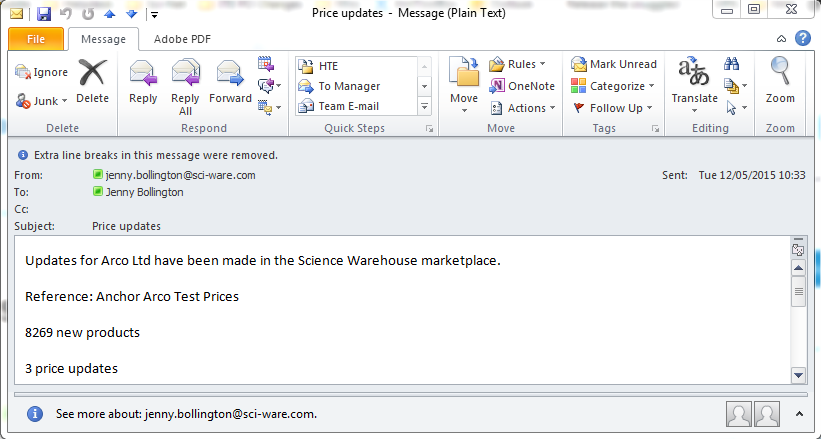 Price updates - Message (Plain Text)
File Message Adobe PDF
Ignore
Junk
Delete
Delete
Reply
Reply All
Forward
Respond
HTE
To Manager
Team E-mail
Quick Steps
Move
Rules
OneNote
Actions
Move
Mark Unread
Categorize
Follow Up
Tags
Translate
Editing
Zoom
Zoom
Extra line breaks in this message were removed.
From: jenny.bollington@sci-ware.com Sent: Tue 12/05/2015 10:33
To: Jenny Bollington
Cc:
Subject: Price updates
Updates for Arco Ltd have been made in the Science Warehouse marketplace.
Reference: Anchor Arco Test Prices
8269 new products
3 price updates
See more about: jenny.bollington@sci-ware.com.